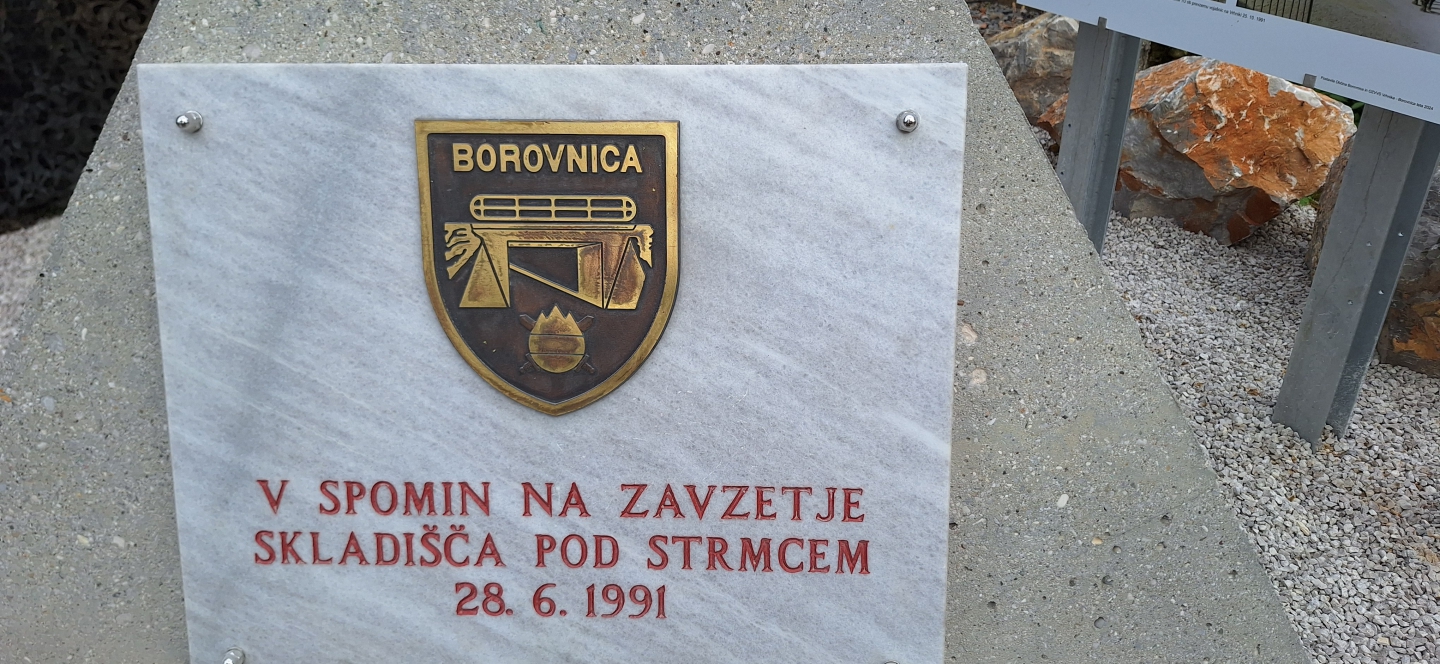 BOROVNICA
V SPOMIN NA ZAVZETJE
SKLADIŠČA POD STRMCEM
28. 6. 1991